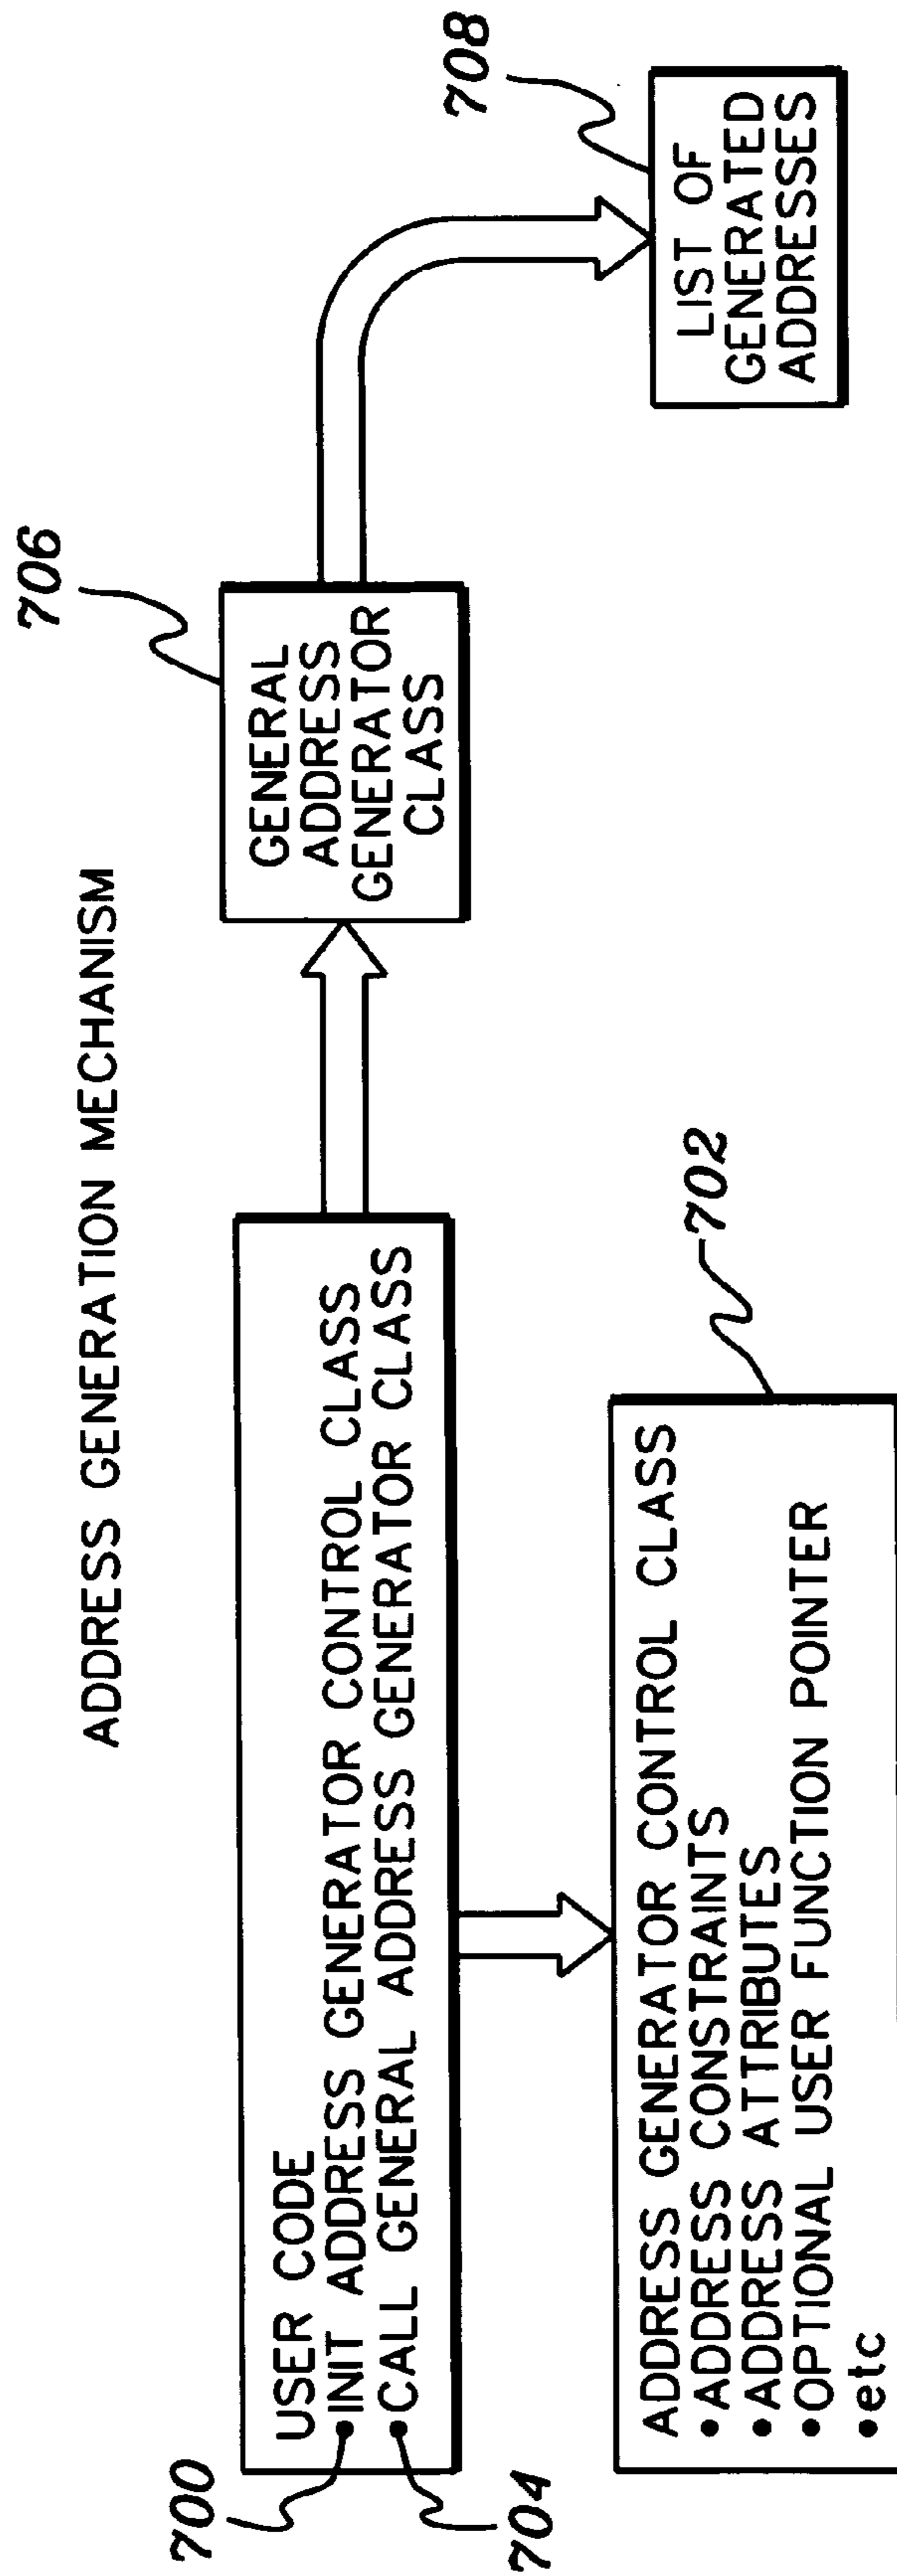 ADDRESS GENERATION MECHANISM
700
USER CODE
•INIT ADDRESS GENERATOR CONTROL CLASS
•CALL GENERAL ADDRESS GENERATOR CLASS
704
706
GENERAL
ADDRESS
GENERATOR
CLASS
708
LIST OF
GENERATED
ADDRESSES
702
ADDRESS GENERATOR CONTROL CLASS
•ADDRESS CONSTRAINTS
•ADDRESS ATTRIBUTES
•OPTIONAL USER FUNCTION POINTER
•etc